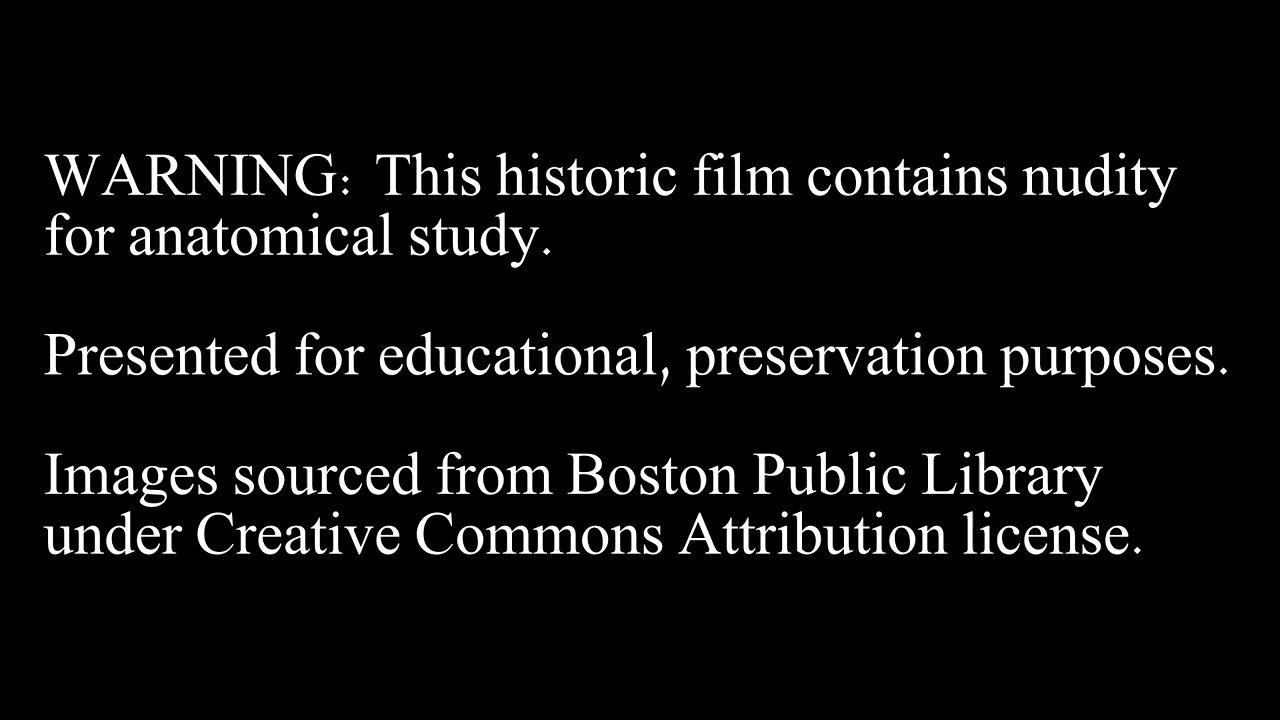 WARNING:  This historic film contains nudity
for anatomical study.
Presented for educational, preservation purposes.
Images sourced from Boston Public Library
under Creative Commons Attribution license.